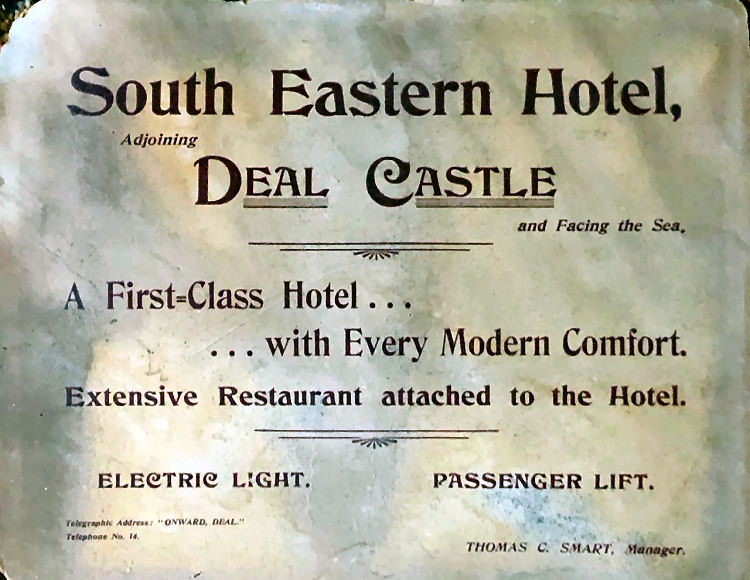 South Eastern Hotel,
Adjoining
DEAL CASTLE
and Facing the Sea.
A First=Class Hotel . . .
. . . with Every Modern Comfort.
Extensive Restaurant attached to the Hotel.
ELECTRIC LIGHT. PASSENGER LIFT.
Telegraphic Address: "ONWARD, DEAL."
Telephone No. 14.
THOMAS C. SMART, Manager.